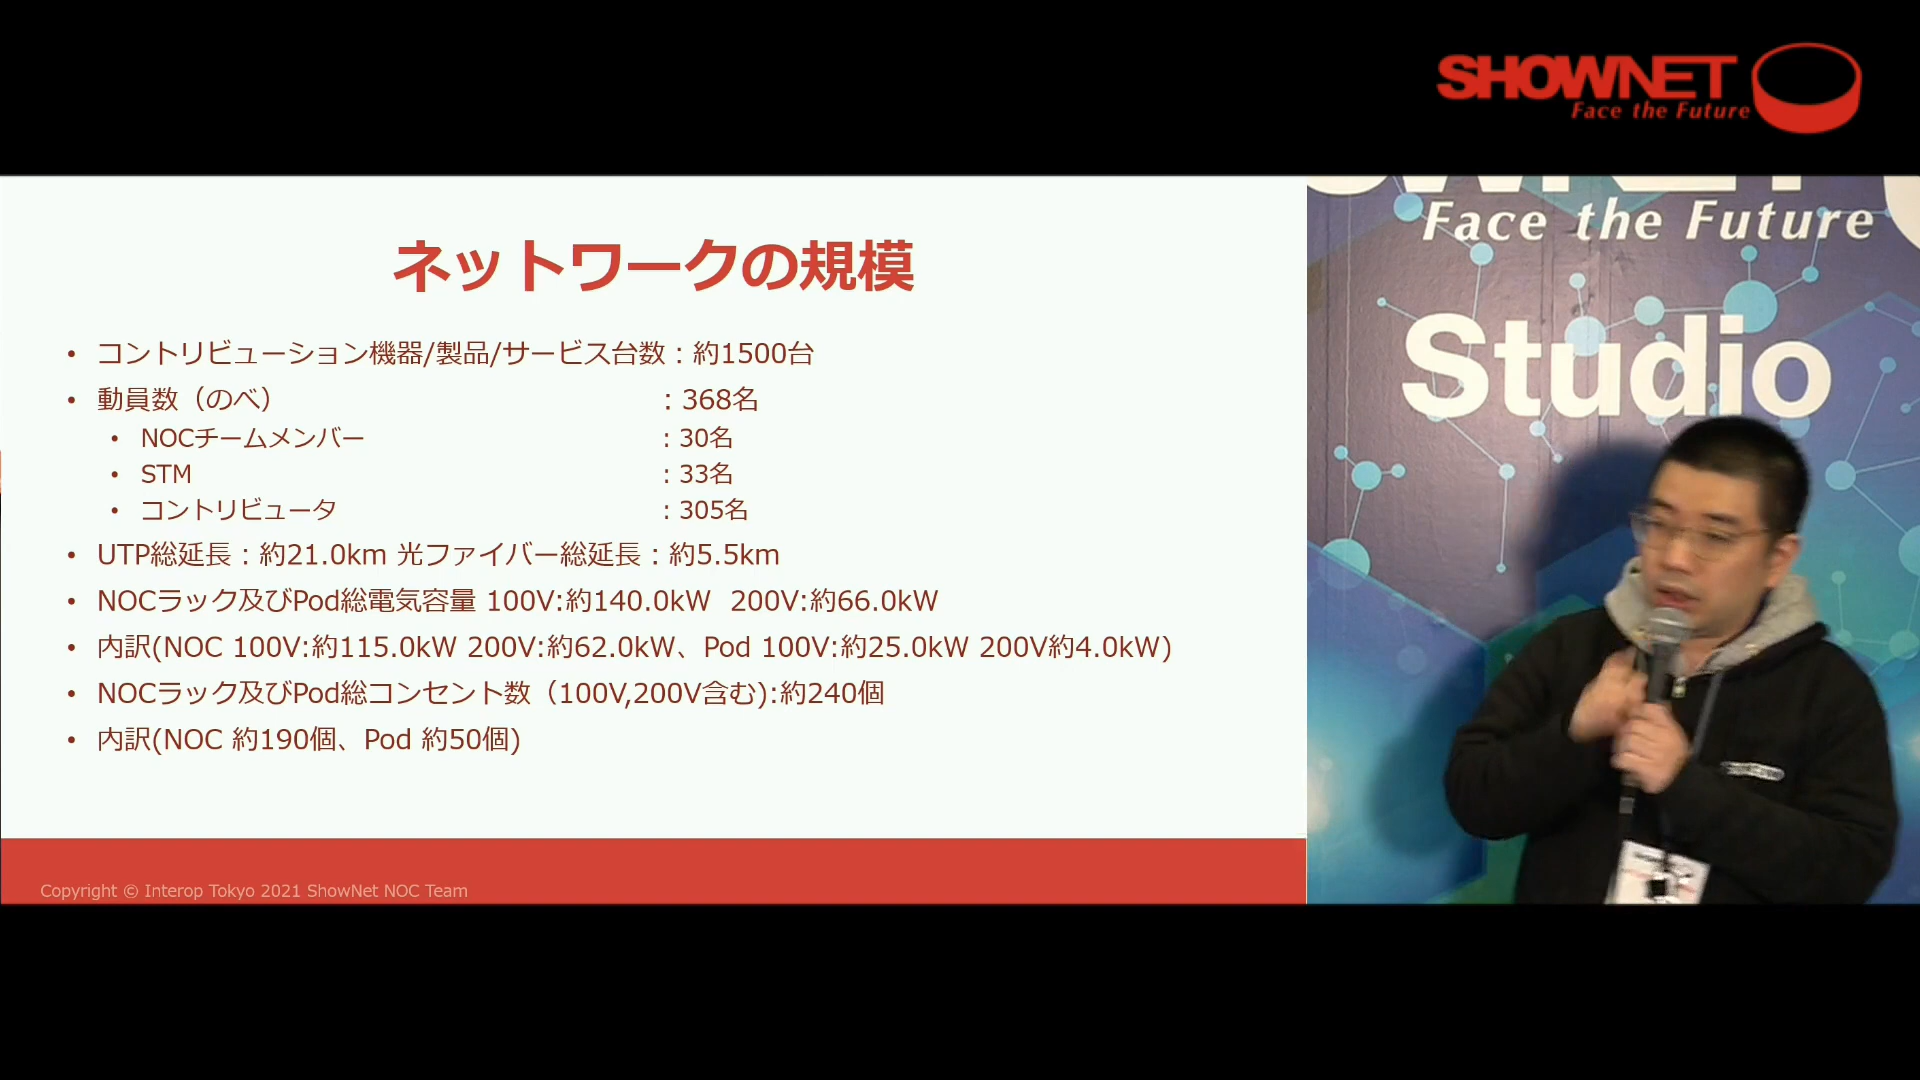 SHOWNET
Face the Future
ネットワークの規模
• コントリビューション機器/製品/サービス台数：約1500台
• 動員数（のべ） ：368名
• NOCチームメンバー ：30名
• STM ：33名
• コントリビュータ ：305名
• UTP総延長：約21.0km 光ファイバー総延長：約5.5km
• NOCラック及びPod総電気容量 100V:約140.0kW 200V:約66.0kW
• 内訳(NOC 100V:約115.0kW 200V:約62.0kW、Pod 100V:約25.0kW 200V約4.0kW)
• NOCラック及びPod総コンセント数（100V,200V含む):約240個
• 内訳(NOC 約190個、Pod 約50個)
Copyright © Interop Tokyo 2021 ShowNet NOC Team
Face the Future
Studio